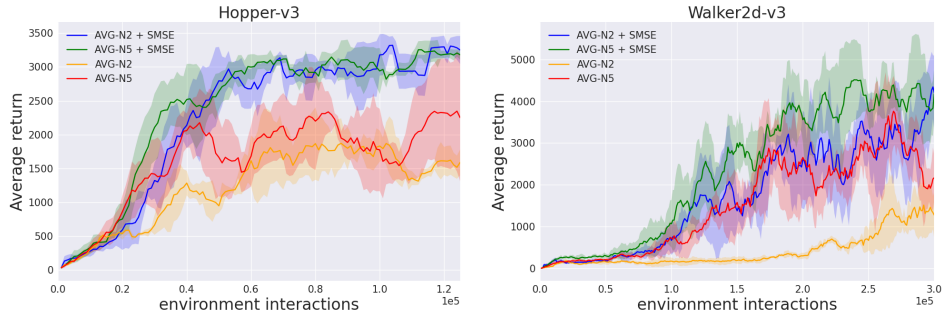 Hopper-v3
AVG-N2 + SMSE
AVG-N5 + SMSE
AVG-N2
AVG-N5
Average return
3500
3000
2500
2000
1500
1000
500
0
0.0 0.2 0.4 0.6 0.8 1.0 1.2
1e5
environment interactions
Walker2d-v3
AVG-N2 + SMSE
AVG-N5 + SMSE
AVG-N2
AVG-N5
Average return
5000
4000
3000
2000
1000
0
0.0 0.5 1.0 1.5 2.0 2.5 3.0
1e5
environment interactions